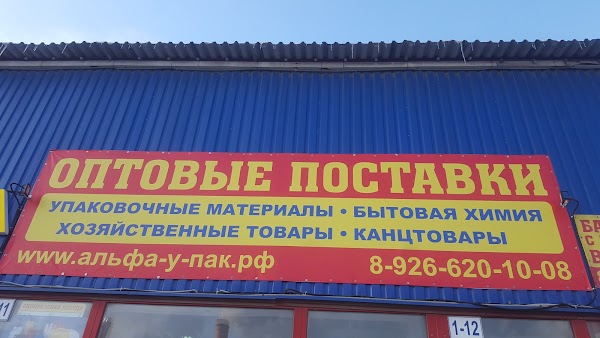 ОПТОВЫЕ ПОСТАВКИ
УПАКОВОЧНЫЕ МАТЕРИАЛЫ • БЫТОВАЯ ХИМИЯ
ХОЗЯЙСТВЕННЫЕ ТОВАРЫ • КАНЦТОВАРЫ
www.альфа-у-пак.рф 8-926-620-10-08
1-12